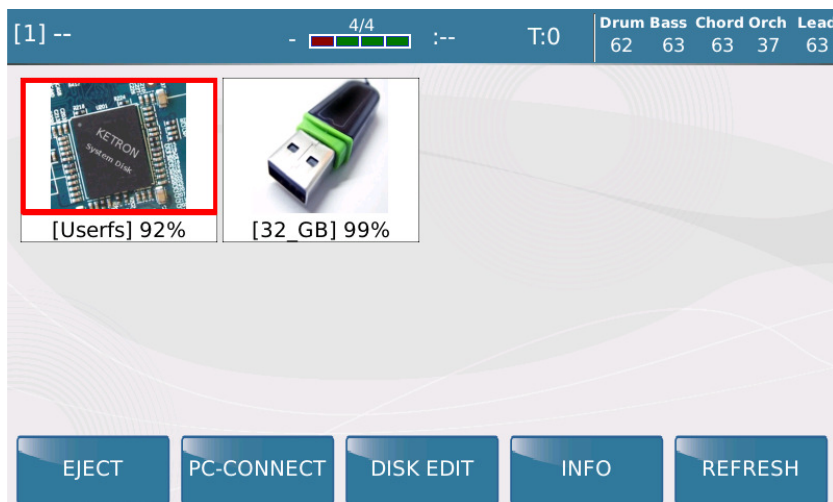 [1] --
- 4/4 :--
T:0
Drum Bass Chord Orch Lead
62 63 63 37 63
KETRON
System Disk
[Userfs] 92%
[32_GB] 99%
EJECT
PC-CONNECT
DISK EDIT
INFO
REFRESH